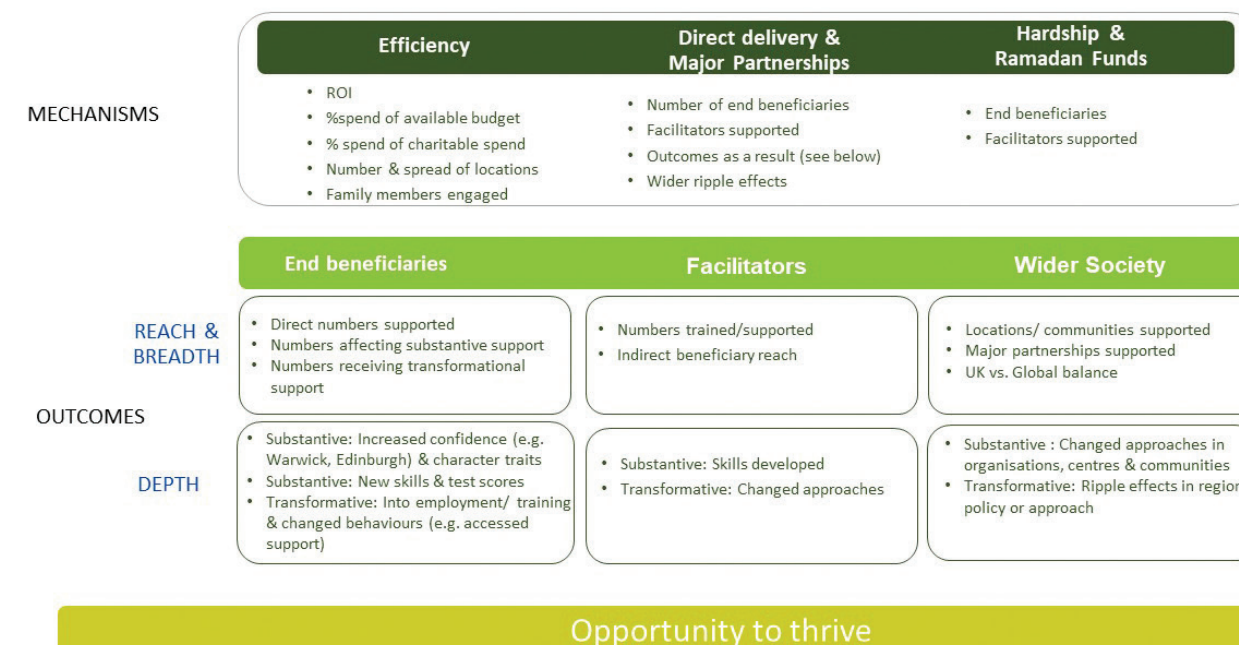 Efficiency
Direct delivery &
Major Partnerships
Hardship &
Ramadan Funds
MECHANISMS
• ROI
• %spend of available budget
• % spend of charitable spend
• Number & spread of locations
• Family members engaged
• Number of end beneficiaries
• Facilitators supported
• Outcomes as a result (see below)
• Wider ripple effects
• End beneficiaries
• Facilitators supported
End beneficiaries
Facilitators
Wider Society
OUTCOMES
REACH &
BREADTH
• Direct numbers supported
• Numbers affecting substantive support
• Numbers receiving transformational
support
• Numbers trained/supported
• Indirect beneficiary reach
• Locations/ communities supported
• Major partnerships supported
• UK vs. Global balance
DEPTH
• Substantive: Increased confidence (e.g.
Warwick, Edinburgh) & character traits
• Substantive: New skills & test scores
• Transformative: Into employment/ training
& changed behaviours (e.g. accessed
support)
• Substantive: Skills developed
• Transformative: Changed approaches
• Substantive : Changed approaches in
organisations, centres & communities
• Transformative: Ripple effects in region
policy or approach
Opportunity to thrive